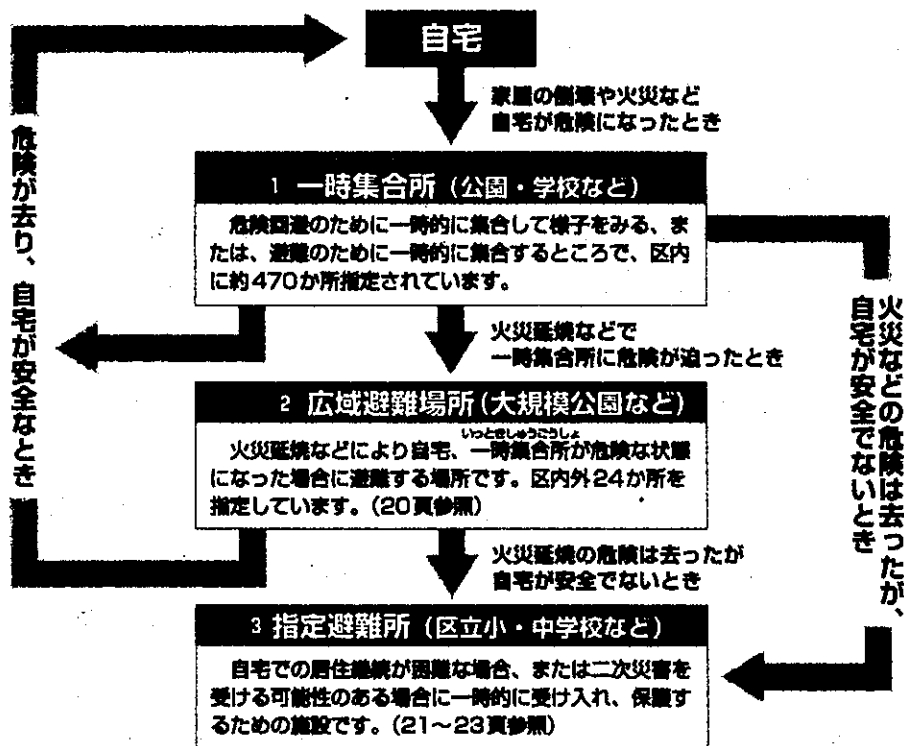 自宅
家屋の倒壊や火災など
自宅が危険になったとき
1 一時集合所（公園・学校など）
危険回避のために一時的に集合して様子をみる、ま
たは、避難のために一時的に集合するところで、区内
に約470か所指定されています。
火災延焼などで
一時集合所に危険が迫ったとき
2 広域避難場所（大規模公園など）
いっときしゅうごうしょ
火災延焼などにより自宅、一時集合所が危険な状態
になった場合に避難する場所です。区内外24か所を
指定しています。（20頁参照）
火災延焼の危険は去ったが
自宅が安全でないとき
3 指定避難所（区立小・中学校など）
自宅での居住継続が困難な場合、または二次災害を
受ける可能性のある場合に一時的に受け入れ、保護す
るための施設です。（21～23頁参照）
危険が去り、自宅が安全なとき
火災などの危険は去ったが、
自宅が安全でないとき